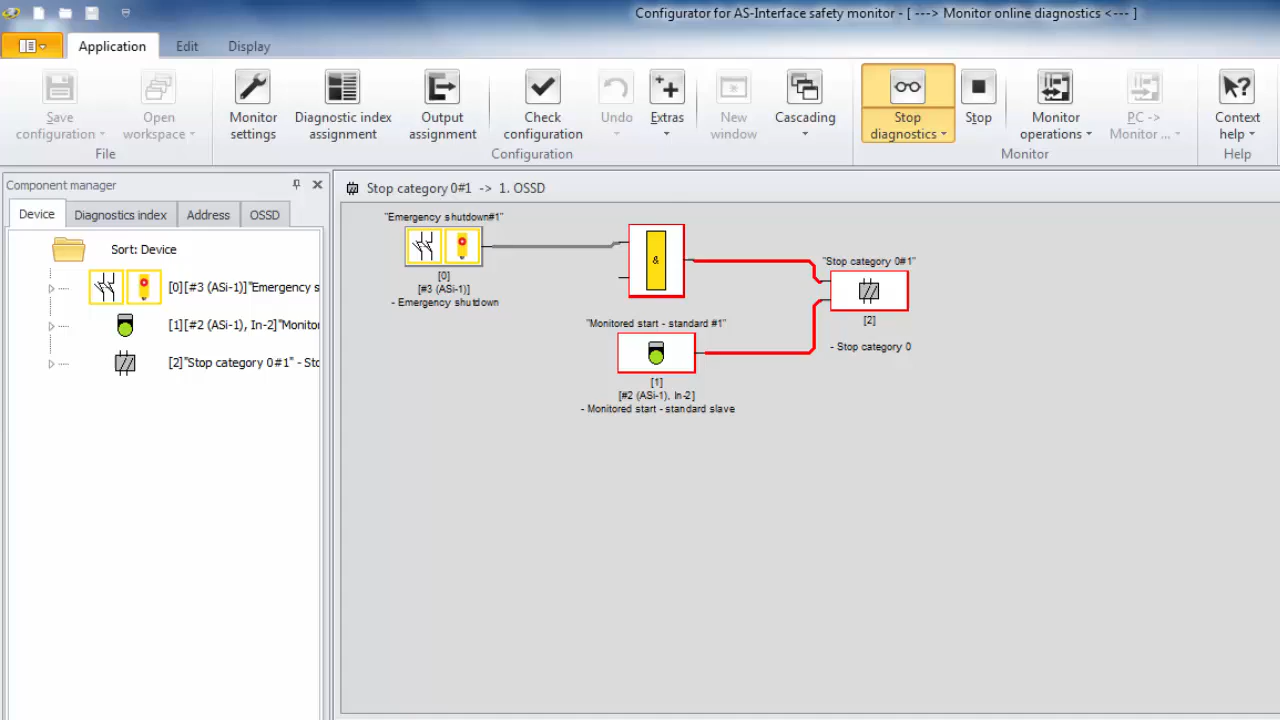 Configurator for AS-Interface safety monitor - [ ---> Monitor online diagnostics <--- ]
Application Edit Display
Save configuration
Open workspace
Monitor settings
Diagnostic index assignment
Output assignment
Check configuration
Undo
Extras
New window
Cascading
Stop diagnostics
Stop
Monitor operations
PC -> Monitor ...
Context help
File Configuration Monitor Help
Component manager
Device Diagnostics index Address OSSD
Sort: Device
[0][#3 (ASi-1)]"Emergency s
[1][#2 (ASi-1), In-2]"Monito
[2]"Stop category 0#1" - Sto
Stop category 0#1 -> 1. OSSD
"Emergency shutdown#1"
[0]
[#3 (ASi-1)]
- Emergency shutdown
&
"Monitored start - standard #1"
[1]
[#2 (ASi-1), In-2]
- Monitored start - standard slave
"Stop category 0#1"
[2]
- Stop category 0